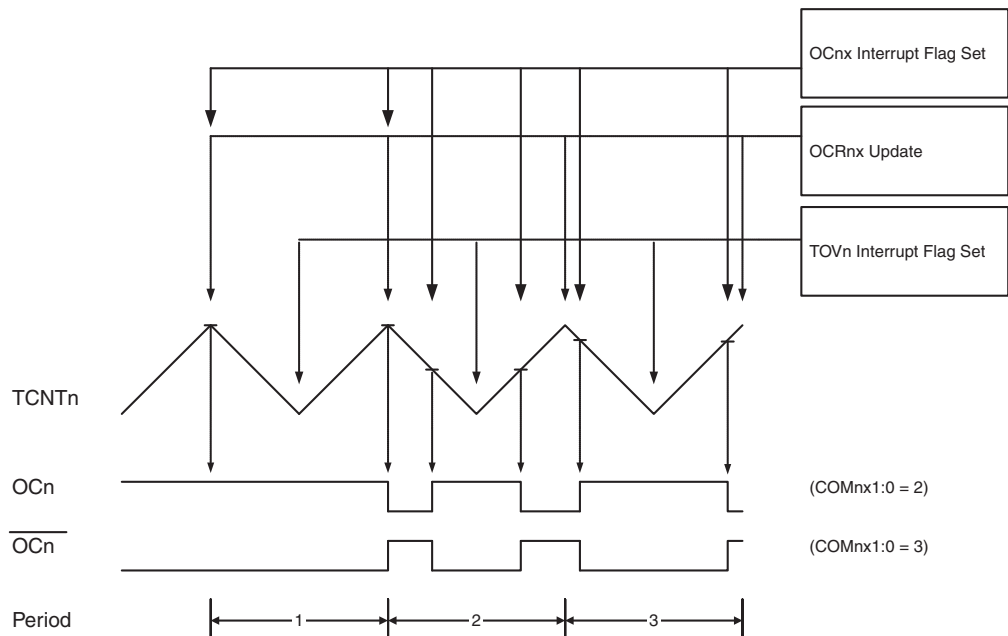 OCnx Interrupt Flag Set
OCRnx Update
TOVn Interrupt Flag Set
TCNTn
OCn
(COMnx1:0 = 2)
OCn
(COMnx1:0 = 3)
Period
1
2
3